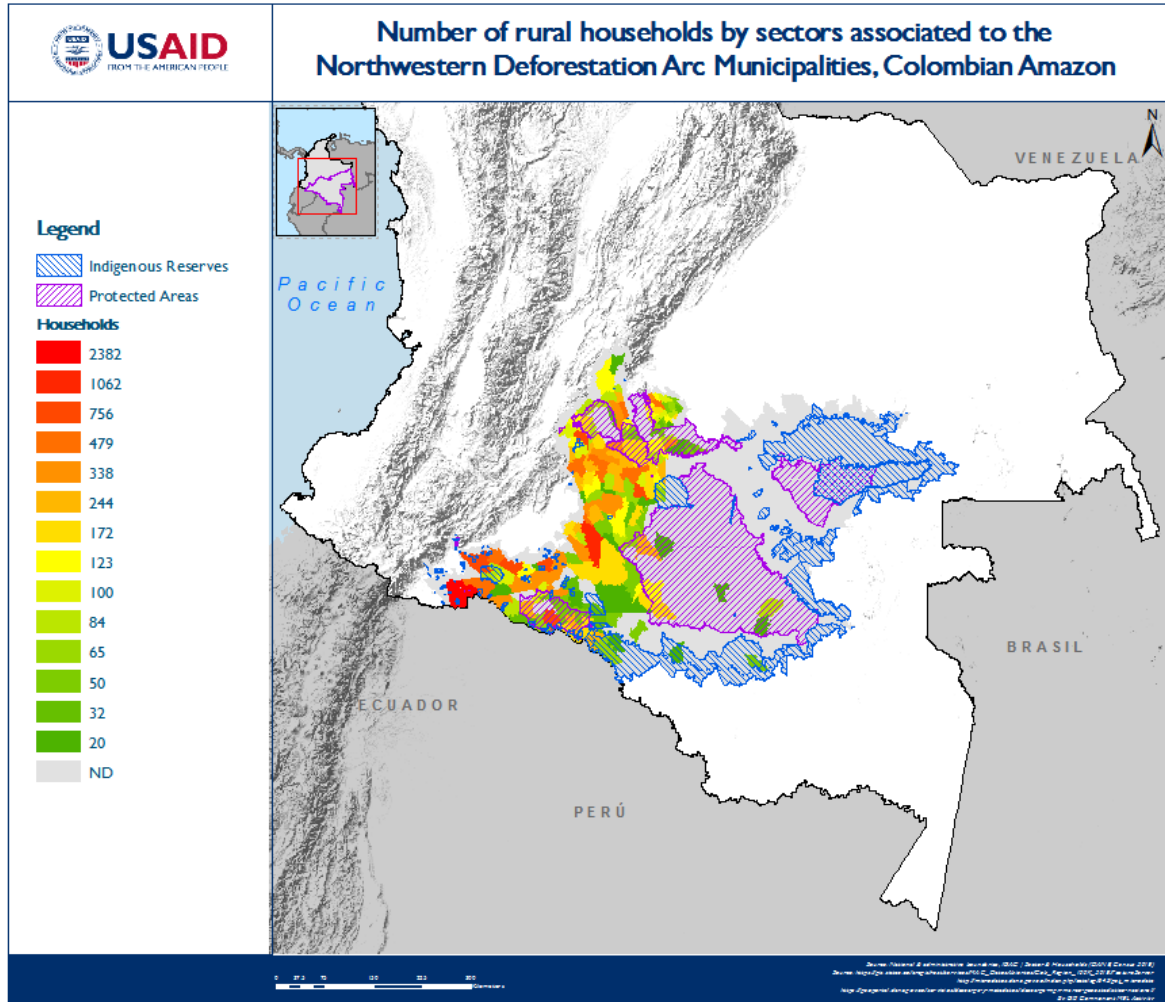 USAID
FROM THE AMERICAN PEOPLE
Number of rural households by sectors associated to the
Northwestern Deforestation Arc Municipalities, Colombian Amazon
N
VENEZUELA
Pacific
Ocean
Legend
Indigenous Reserves
Protected Areas
Households
2382
1062
756
479
338
244
172
123
100
84
65
50
32
20
ND
BRASIL
ECUADOR
PERÚ
Kilometers